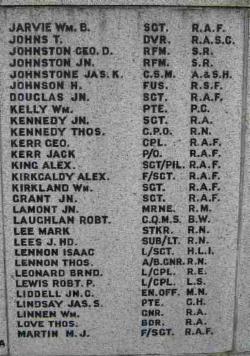 JARVIE WM. B. SGT. R.A.F.
JOHNS T. DVR. R.A.S.C.
JOHNSTON GEO. D. RFM. S.R.
JOHNSTON JN. RFM. S.R.
JOHNSTONE JAS. K. C.S.M. A.&S.H.
JOHNSON H. FUS. R.S.F.
DOUGLAS JN. SGT. R.A.F.
KELLY WM. PTE. P.C.
KENNEDY JN. SGT. R.A.
KENNEDY THOS. C.P.O. R.N.
KERR GEO. CPL. R.A.F.
KERR JACK P/O. R.A.F.
KING ALEX. SGT/PIL. R.A.F.
KIRKCALDY ALEX. F/SGT. R.A.F.
KIRKLAND WM. SGT. R.A.F.
GRANT JN. SGT. R.A.F.
LAMONT JN. MRNE. R.M.
LAUGHLAN ROBT. C.Q.M.S. B.W.
LEE MARK STKR. R.N.
LEES J. HD. SUB/LT. R.N.
LENNON ISAAC L/SGT. H.L.I.
LENNON THOS. A/B.GNR. R.N.
LEONARD BRND. L/CPL. R.E.
LEWIS ROBT. P. L/CPL. L.S.
LIDDELL JN. G. EN.OFF. M.N.
LINDSAY JAS. S. PTE. G.H.
LINNEN WM. GNR. R.A.
LOVE THOS. BDR. R.A.
MARTIN M. J. F/SGT. R.A.F.